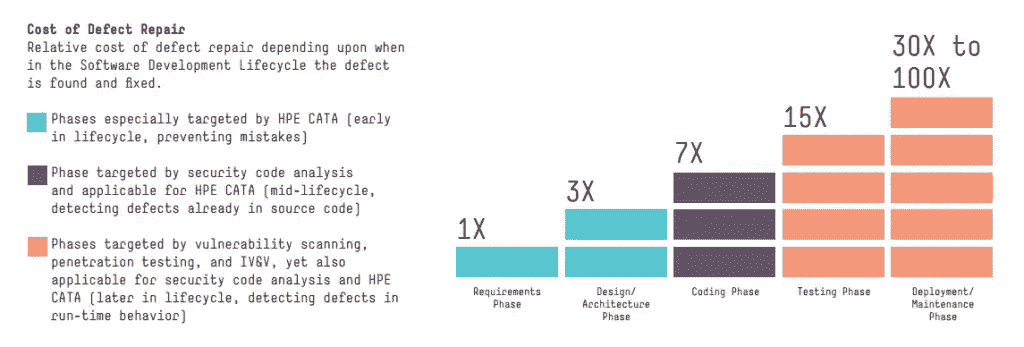 Cost of Defect Repair
Relative cost of defect repair depending upon when
in the Software Development Lifecycle the defect
is found and fixed.
Phases especially targeted by HPE CATA (early
in lifecycle, preventing mistakes)
Phase targeted by security code analysis
and applicable for HPE CATA (mid-lifecycle,
detecting defects already in source code)
Phases targeted by vulnerability scanning,
penetration testing, and IV&V, yet also
applicable for security code analysis and HPE
CATA (later in lifecycle, detecting defects in
run-time behavior)
1X
3X
7X
15X
30X to
100X
Requirements
Phase
Design/
Architecture
Phase
Coding Phase
Testing Phase
Deployment/
Maintenance
Phase